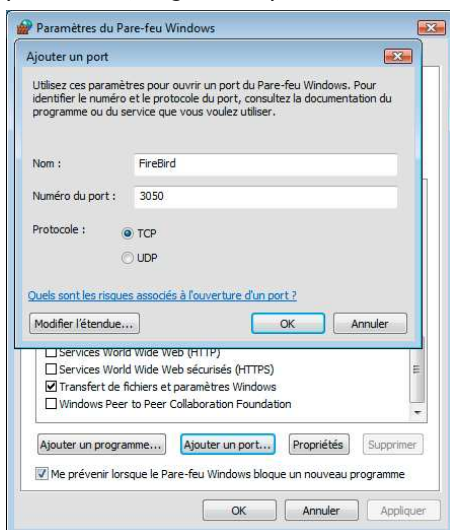 Paramètres du Pare-feu Windows
Ajouter un port
Utilisez ces paramètres pour ouvrir un port du Pare-feu Windows. Pour
identifier le numéro et le protocole du port, consultez la documentation du
programme ou du service que vous voulez utiliser.
Nom : FireBird
Numéro du port : 3050
Protocole : TCP
UDP
Quels sont les risques associés à l'ouverture d'un port ?
Modifier l'étendue... OK Annuler
Services World Wide Web (HTTP)
Services World Wide Web sécurisés (HTTPS)
Transfert de fichiers et paramètres Windows
Windows Peer to Peer Collaboration Foundation
Ajouter un programme... Ajouter un port... Propriétés Supprimer
Me prévenir lorsque le Pare-feu Windows bloque un nouveau programme
OK Annuler Appliquer